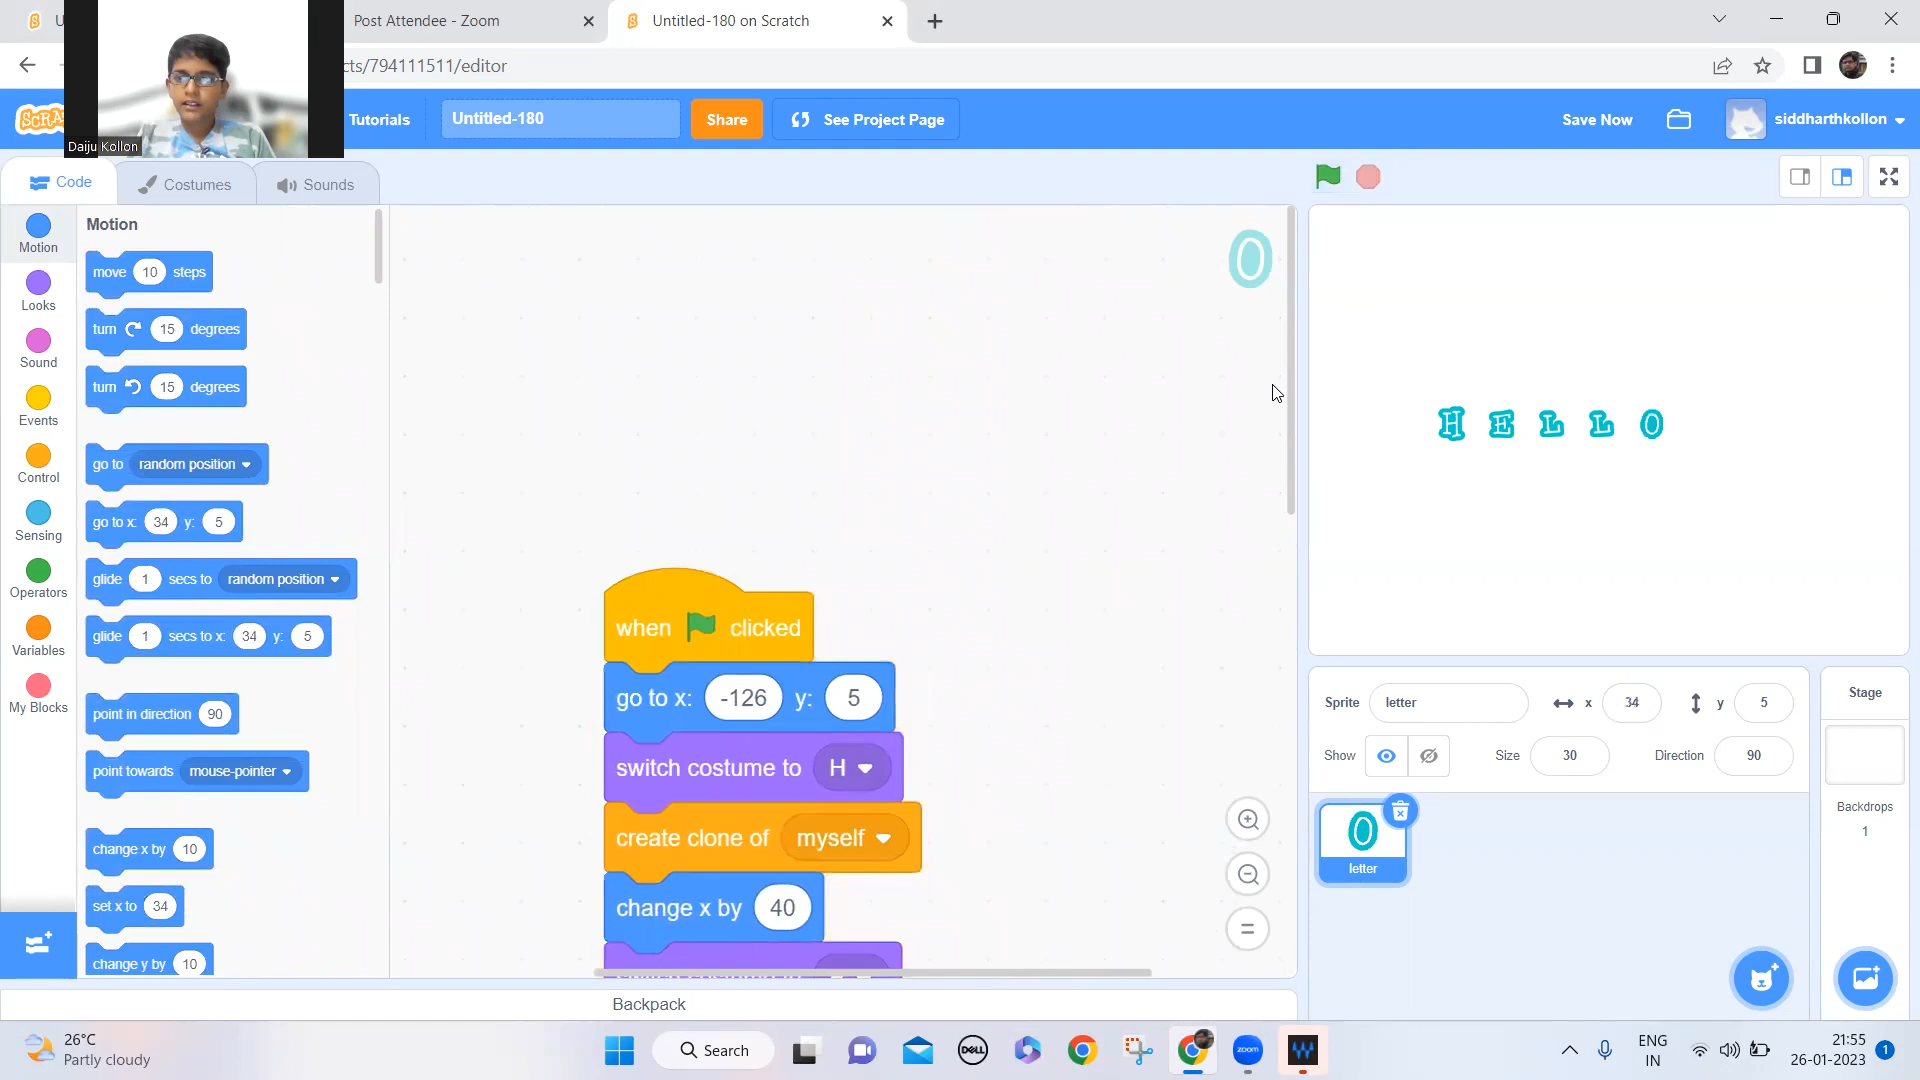 Post Attendee - Zoom
Untitled-180 on Scratch
cts/794111511/editor
Daiju Kollon
Tutorials
Untitled-180
Share
See Project Page
Save Now
siddharthkollon
Code
Costumes
Sounds
Motion
Looks
Sound
Events
Control
Sensing
Operators
Variables
My Blocks
Motion
move 10 steps
turn 15 degrees
turn 15 degrees
go to random position
go to x: 34 y: 5
glide 1 secs to random position
glide 1 secs to x: 34 y: 5
point in direction 90
point towards mouse-pointer
change x by 10
set x to 34
change y by 10
O
when clicked
go to x: -126 y: 5
switch costume to H
create clone of myself
change x by 40
H E L L O
Sprite letter x 34 y 5
Show Size 30 Direction 90
O
letter
Stage
Backdrops
1
Backpack
26°C
Partly cloudy
Search
DELL
zoom
ENG
IN
21:55
26-01-2023
1